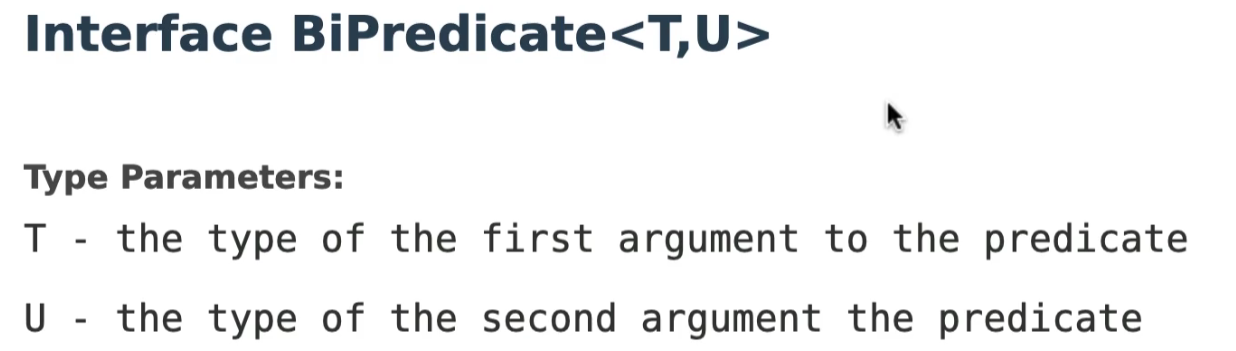 Interface BiPredicate<T,U>
Type Parameters:
T - the type of the first argument to the predicate
U - the type of the second argument the predicate